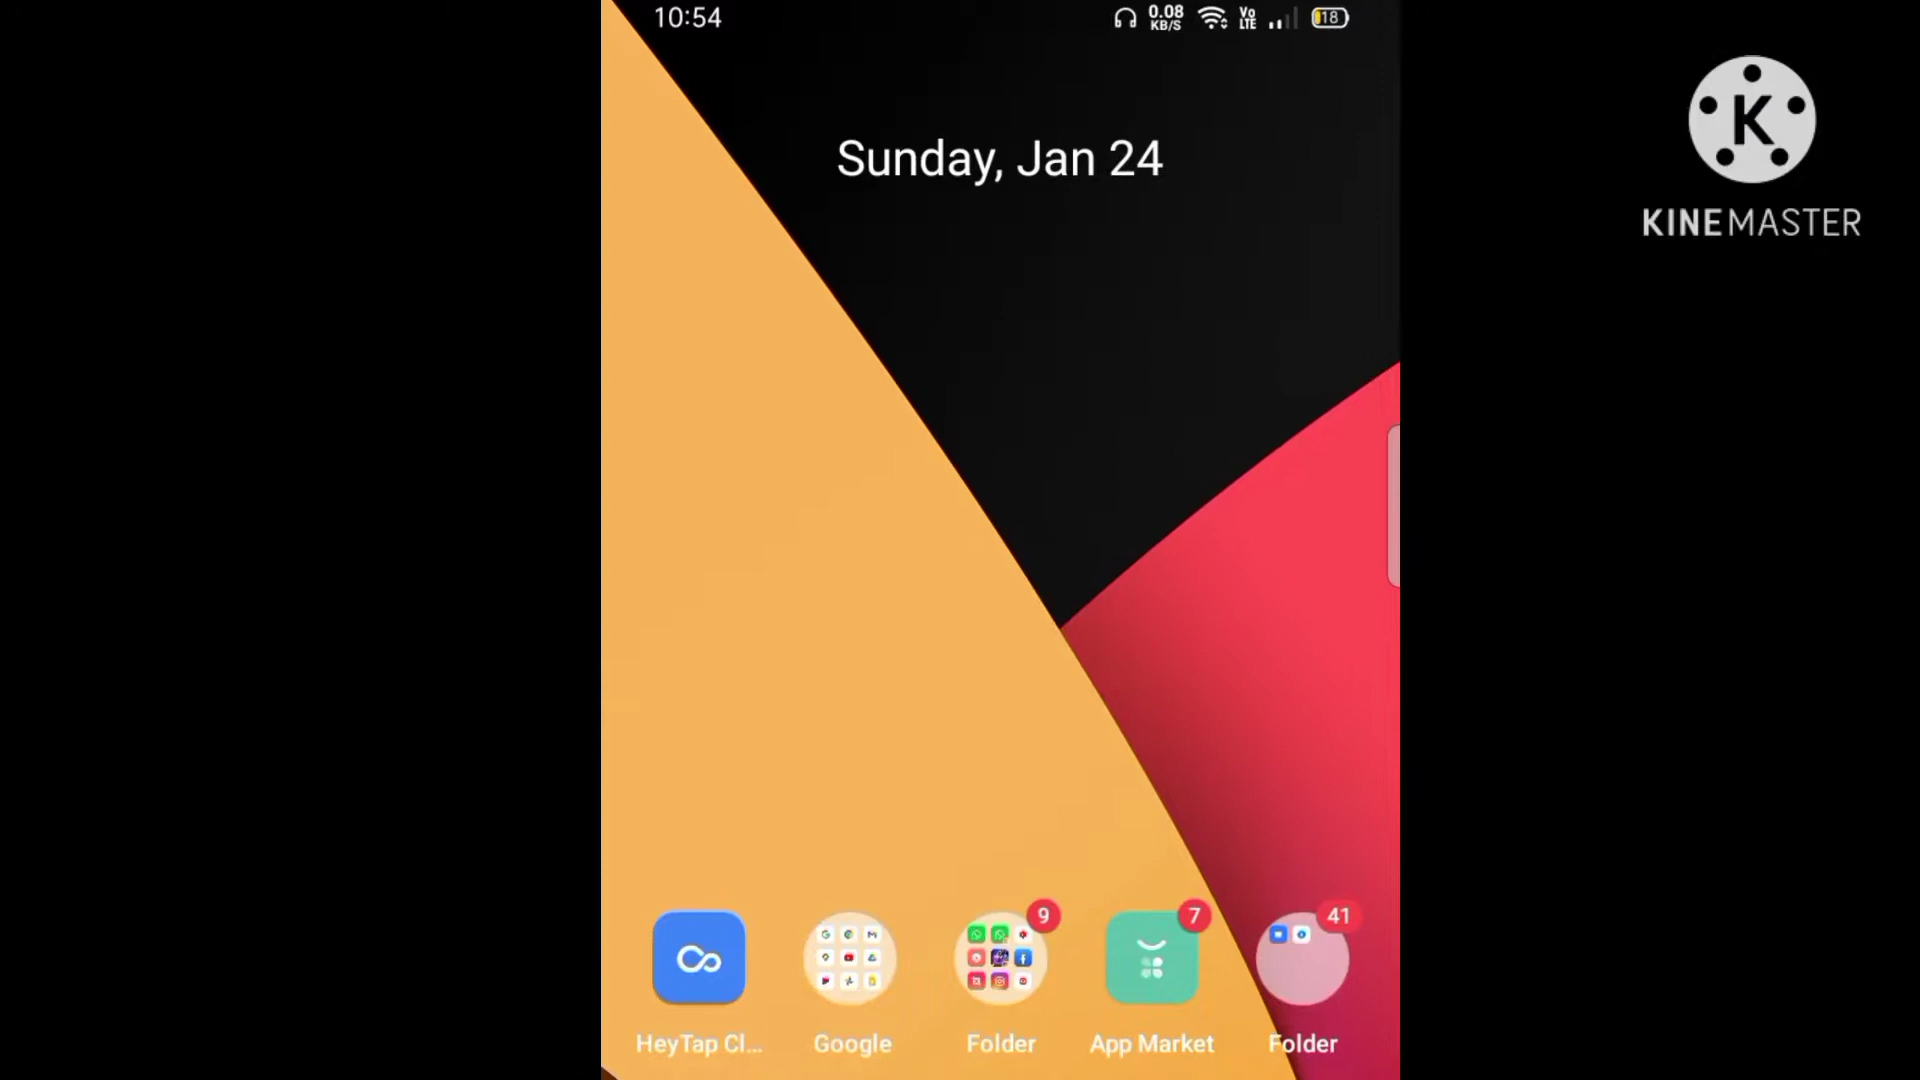 10:54
0.08
KB/S
Vo
LTE
18
K
KINEMASTER
Sunday, Jan 24
9
7
41
HeyTap Cl...
Google
Folder
App Market
Folder